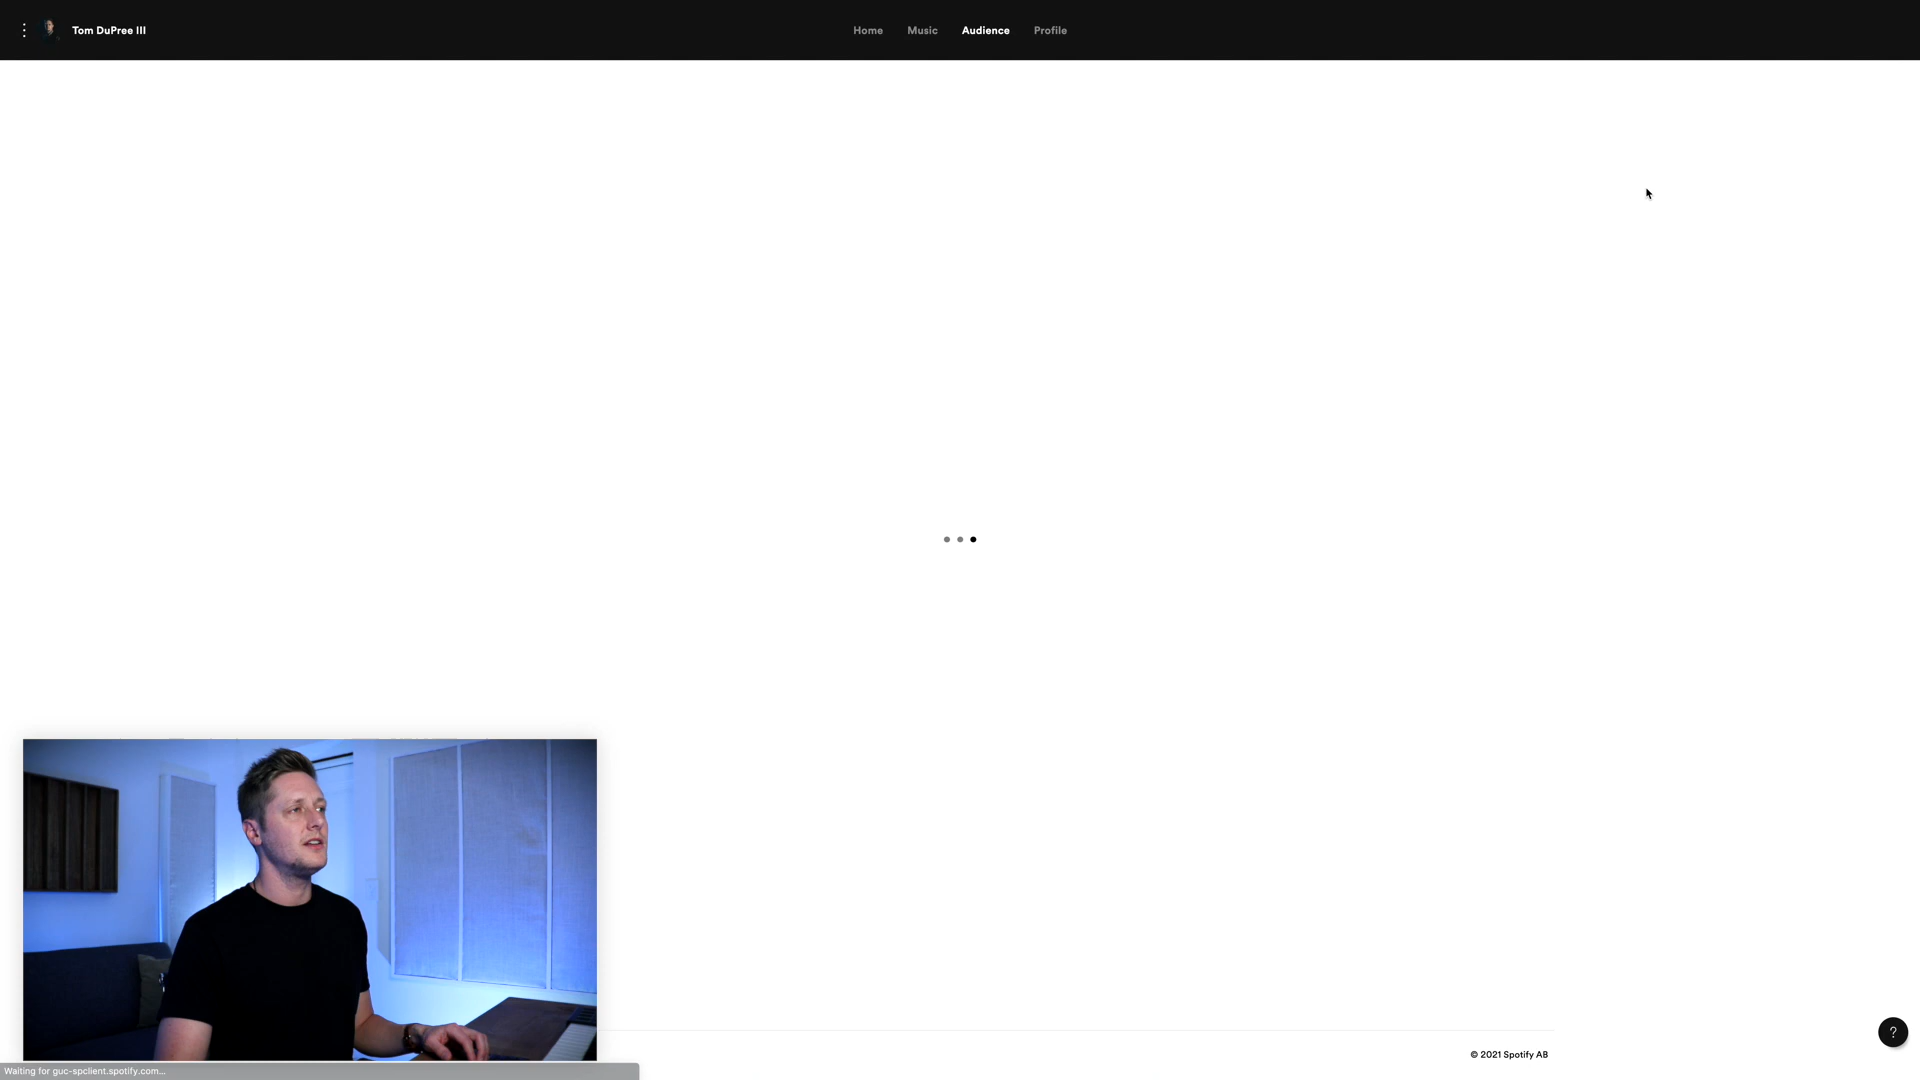 Tom DuPree III
Home Music Audience Profile
?
© 2021 Spotify AB
Waiting for guc-spclient.spotify.com...